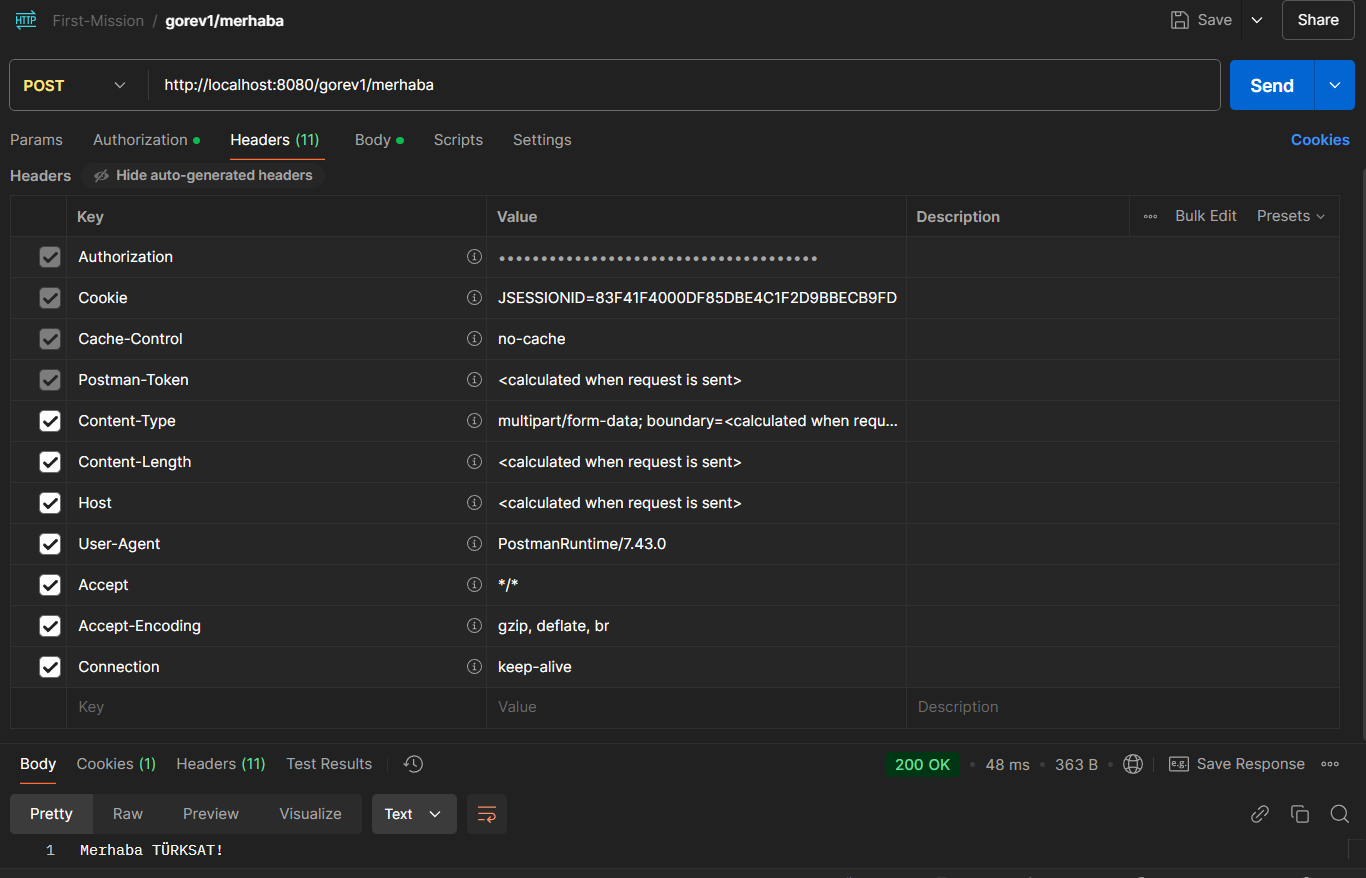 HTTP First-Mission / gorev1/merhaba Save Share
POST http://localhost:8080/gorev1/merhaba Send
Params Authorization Headers (11) Body Scripts Settings Cookies
Headers Hide auto-generated headers
Key Value Description Bulk Edit Presets
Authorization ••••••••••••••••••••••••••••••••••••••
Cookie JSESSIONID=83F41F4000DF85DBE4C1F2D9BBECB9FD
Cache-Control no-cache
Postman-Token <calculated when request is sent>
Content-Type multipart/form-data; boundary=<calculated when requ...
Content-Length <calculated when request is sent>
Host <calculated when request is sent>
User-Agent PostmanRuntime/7.43.0
Accept */*
Accept-Encoding gzip, deflate, br
Connection keep-alive
Key Value Description
Body Cookies (1) Headers (11) Test Results 200 OK • 48 ms • 363 B • e.g. Save Response
Pretty Raw Preview Visualize Text
1 Merhaba TÜRKSAT!